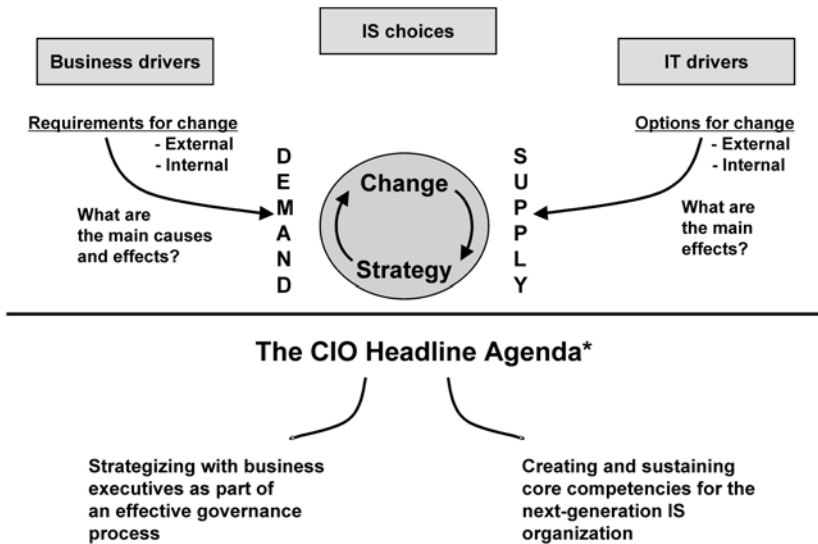 IS choices
Business drivers
IT drivers
Requirements for change
- External
- Internal
What are
the main causes
and effects?
DEMAND
Change
Strategy
SUPPLY
Options for change
- External
- Internal
What are
the main
effects?
The CIO Headline Agenda*
Strategizing with business
executives as part of
an effective governance
process
Creating and sustaining
core competencies for the
next-generation IS
organization